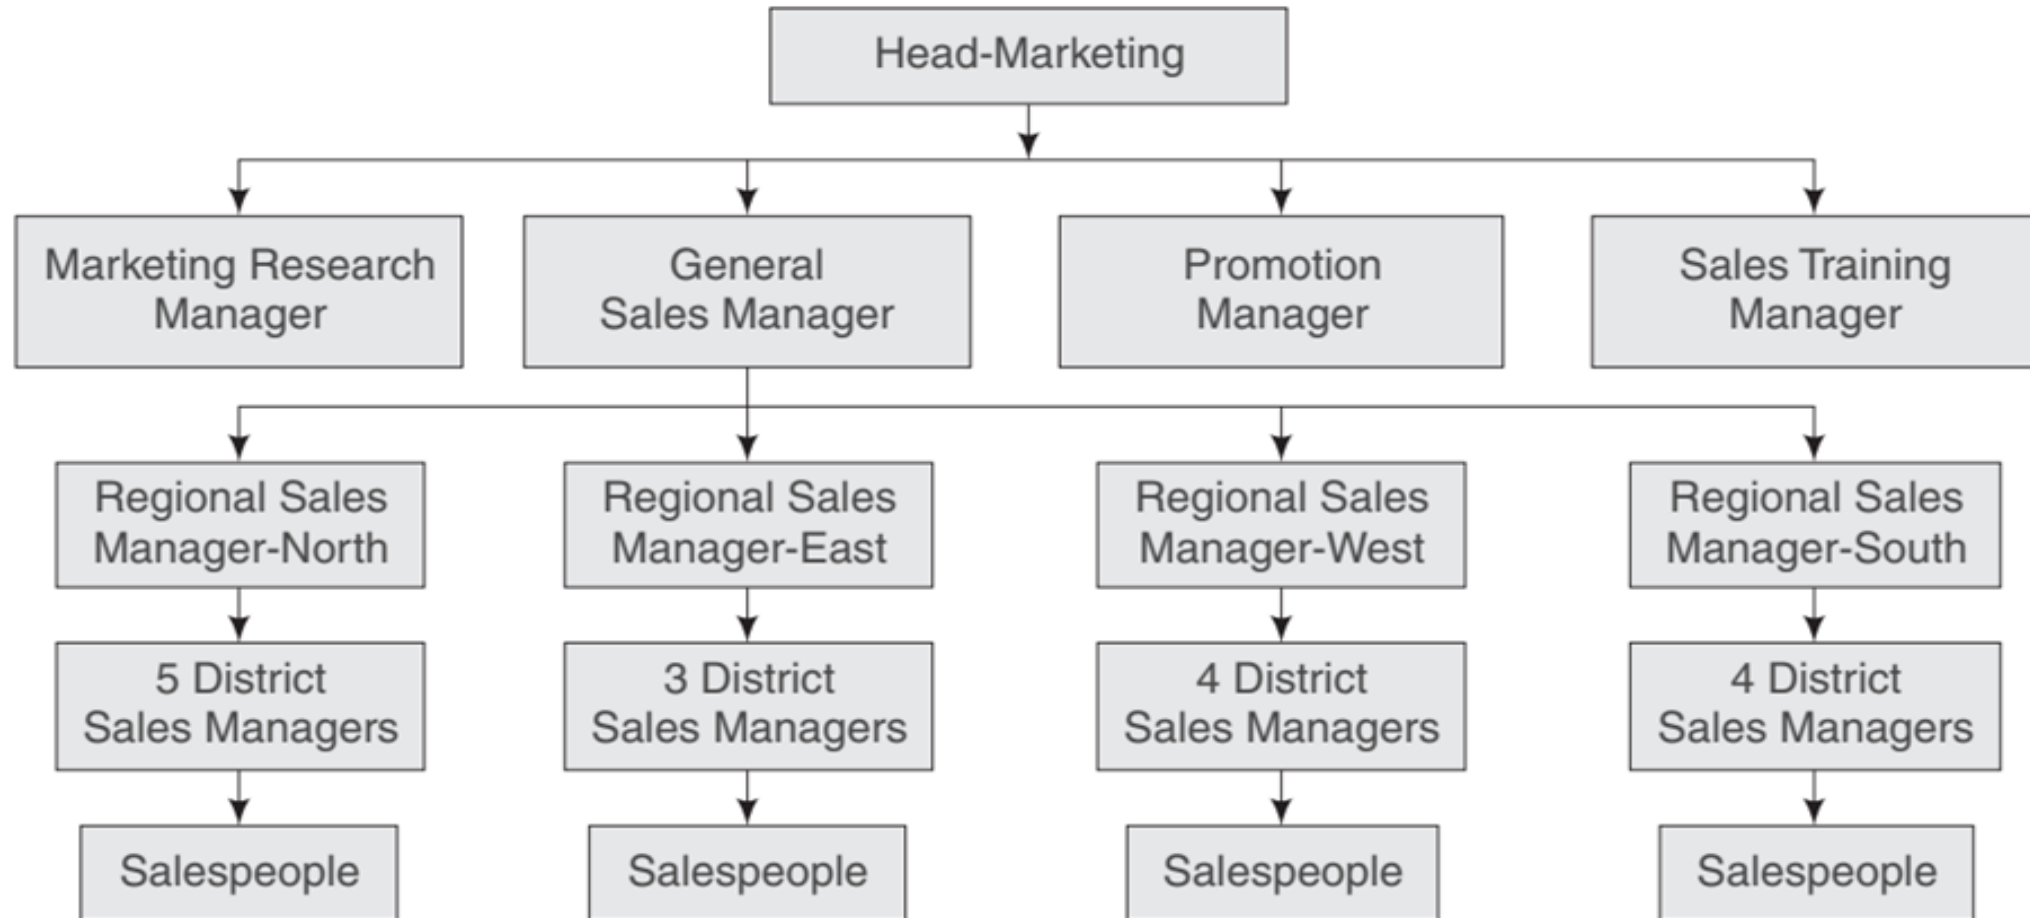 Head-Marketing
Marketing Research
Manager
General
Sales Manager
Promotion
Manager
Sales Training
Manager
Regional Sales
Manager-North
Regional Sales
Manager-East
Regional Sales
Manager-West
Regional Sales
Manager-South
5 District
Sales Managers
3 District
Sales Managers
4 District
Sales Managers
4 District
Sales Managers
Salespeople
Salespeople
Salespeople
Salespeople